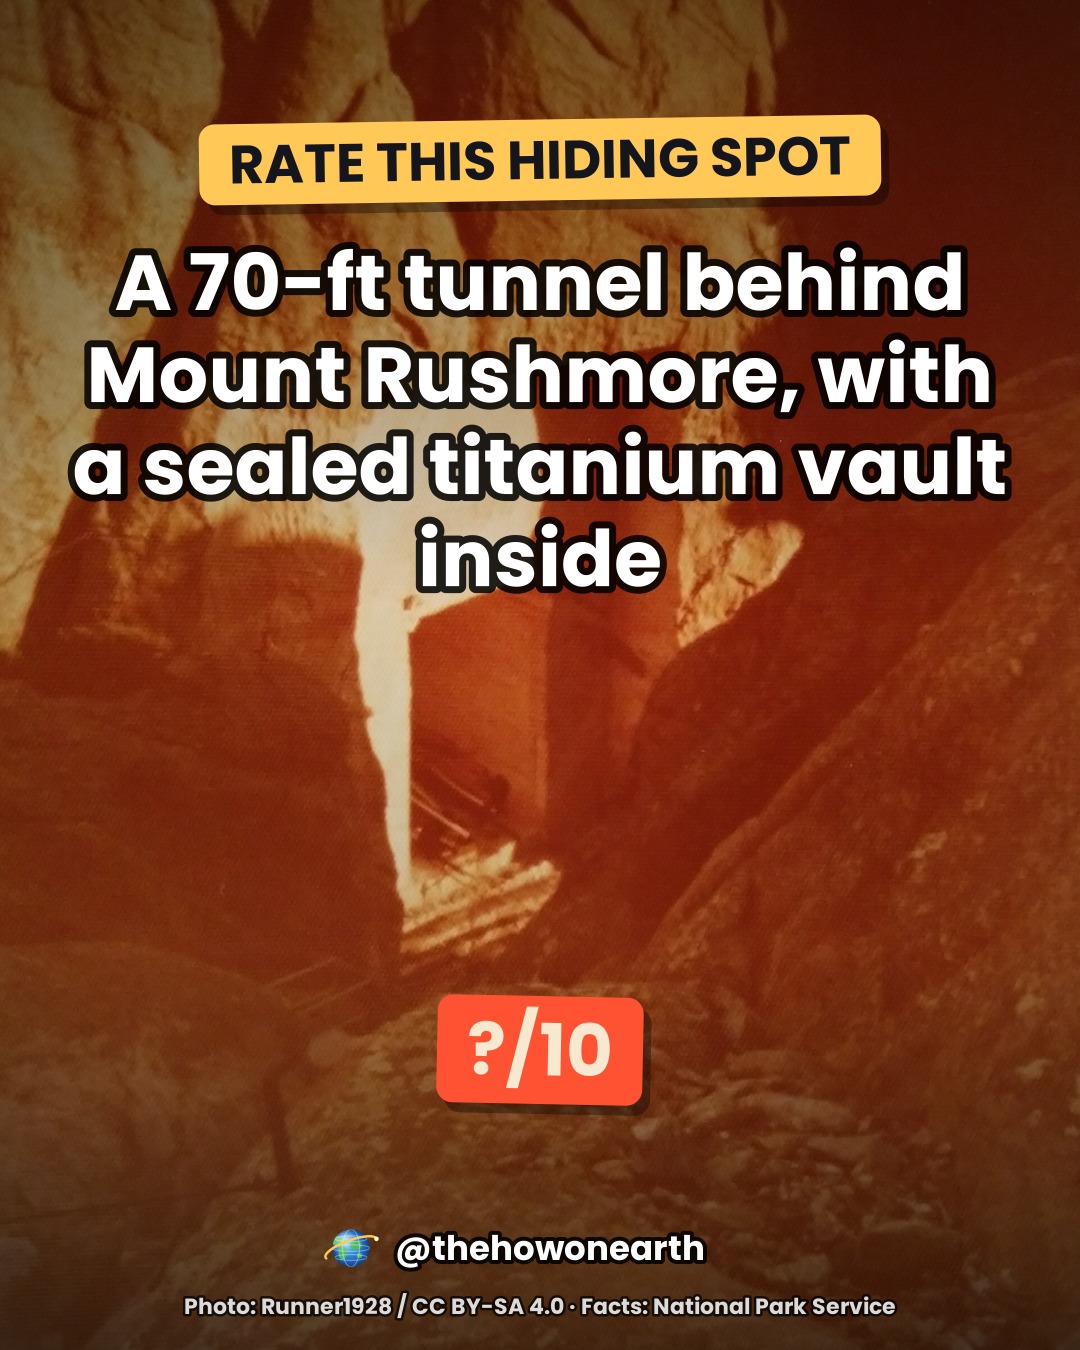 RATE THIS HIDING SPOT
A 70-ft tunnel behind
Mount Rushmore, with
a sealed titanium vault
inside
?/10
@thehowonearth
Photo: Runner1928 / CC BY-SA 4.0 · Facts: National Park Service